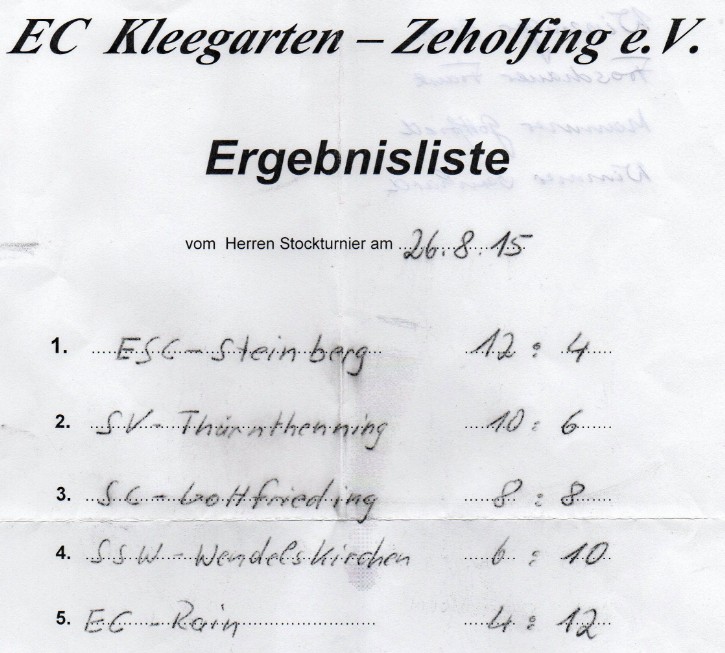 EC Kleegarten – Zeholfing e.V.
Ergebnisliste
vom Herren Stockturnier am 26.8.15
1. ESC-Steinberg 12 : 4
2. SV-Thürnthenning 10 : 6
3. SC-Gottfrieding 8 : 8
4. SSW-Wendelskirchen 6 : 10
5. EC-Rain 4 : 12